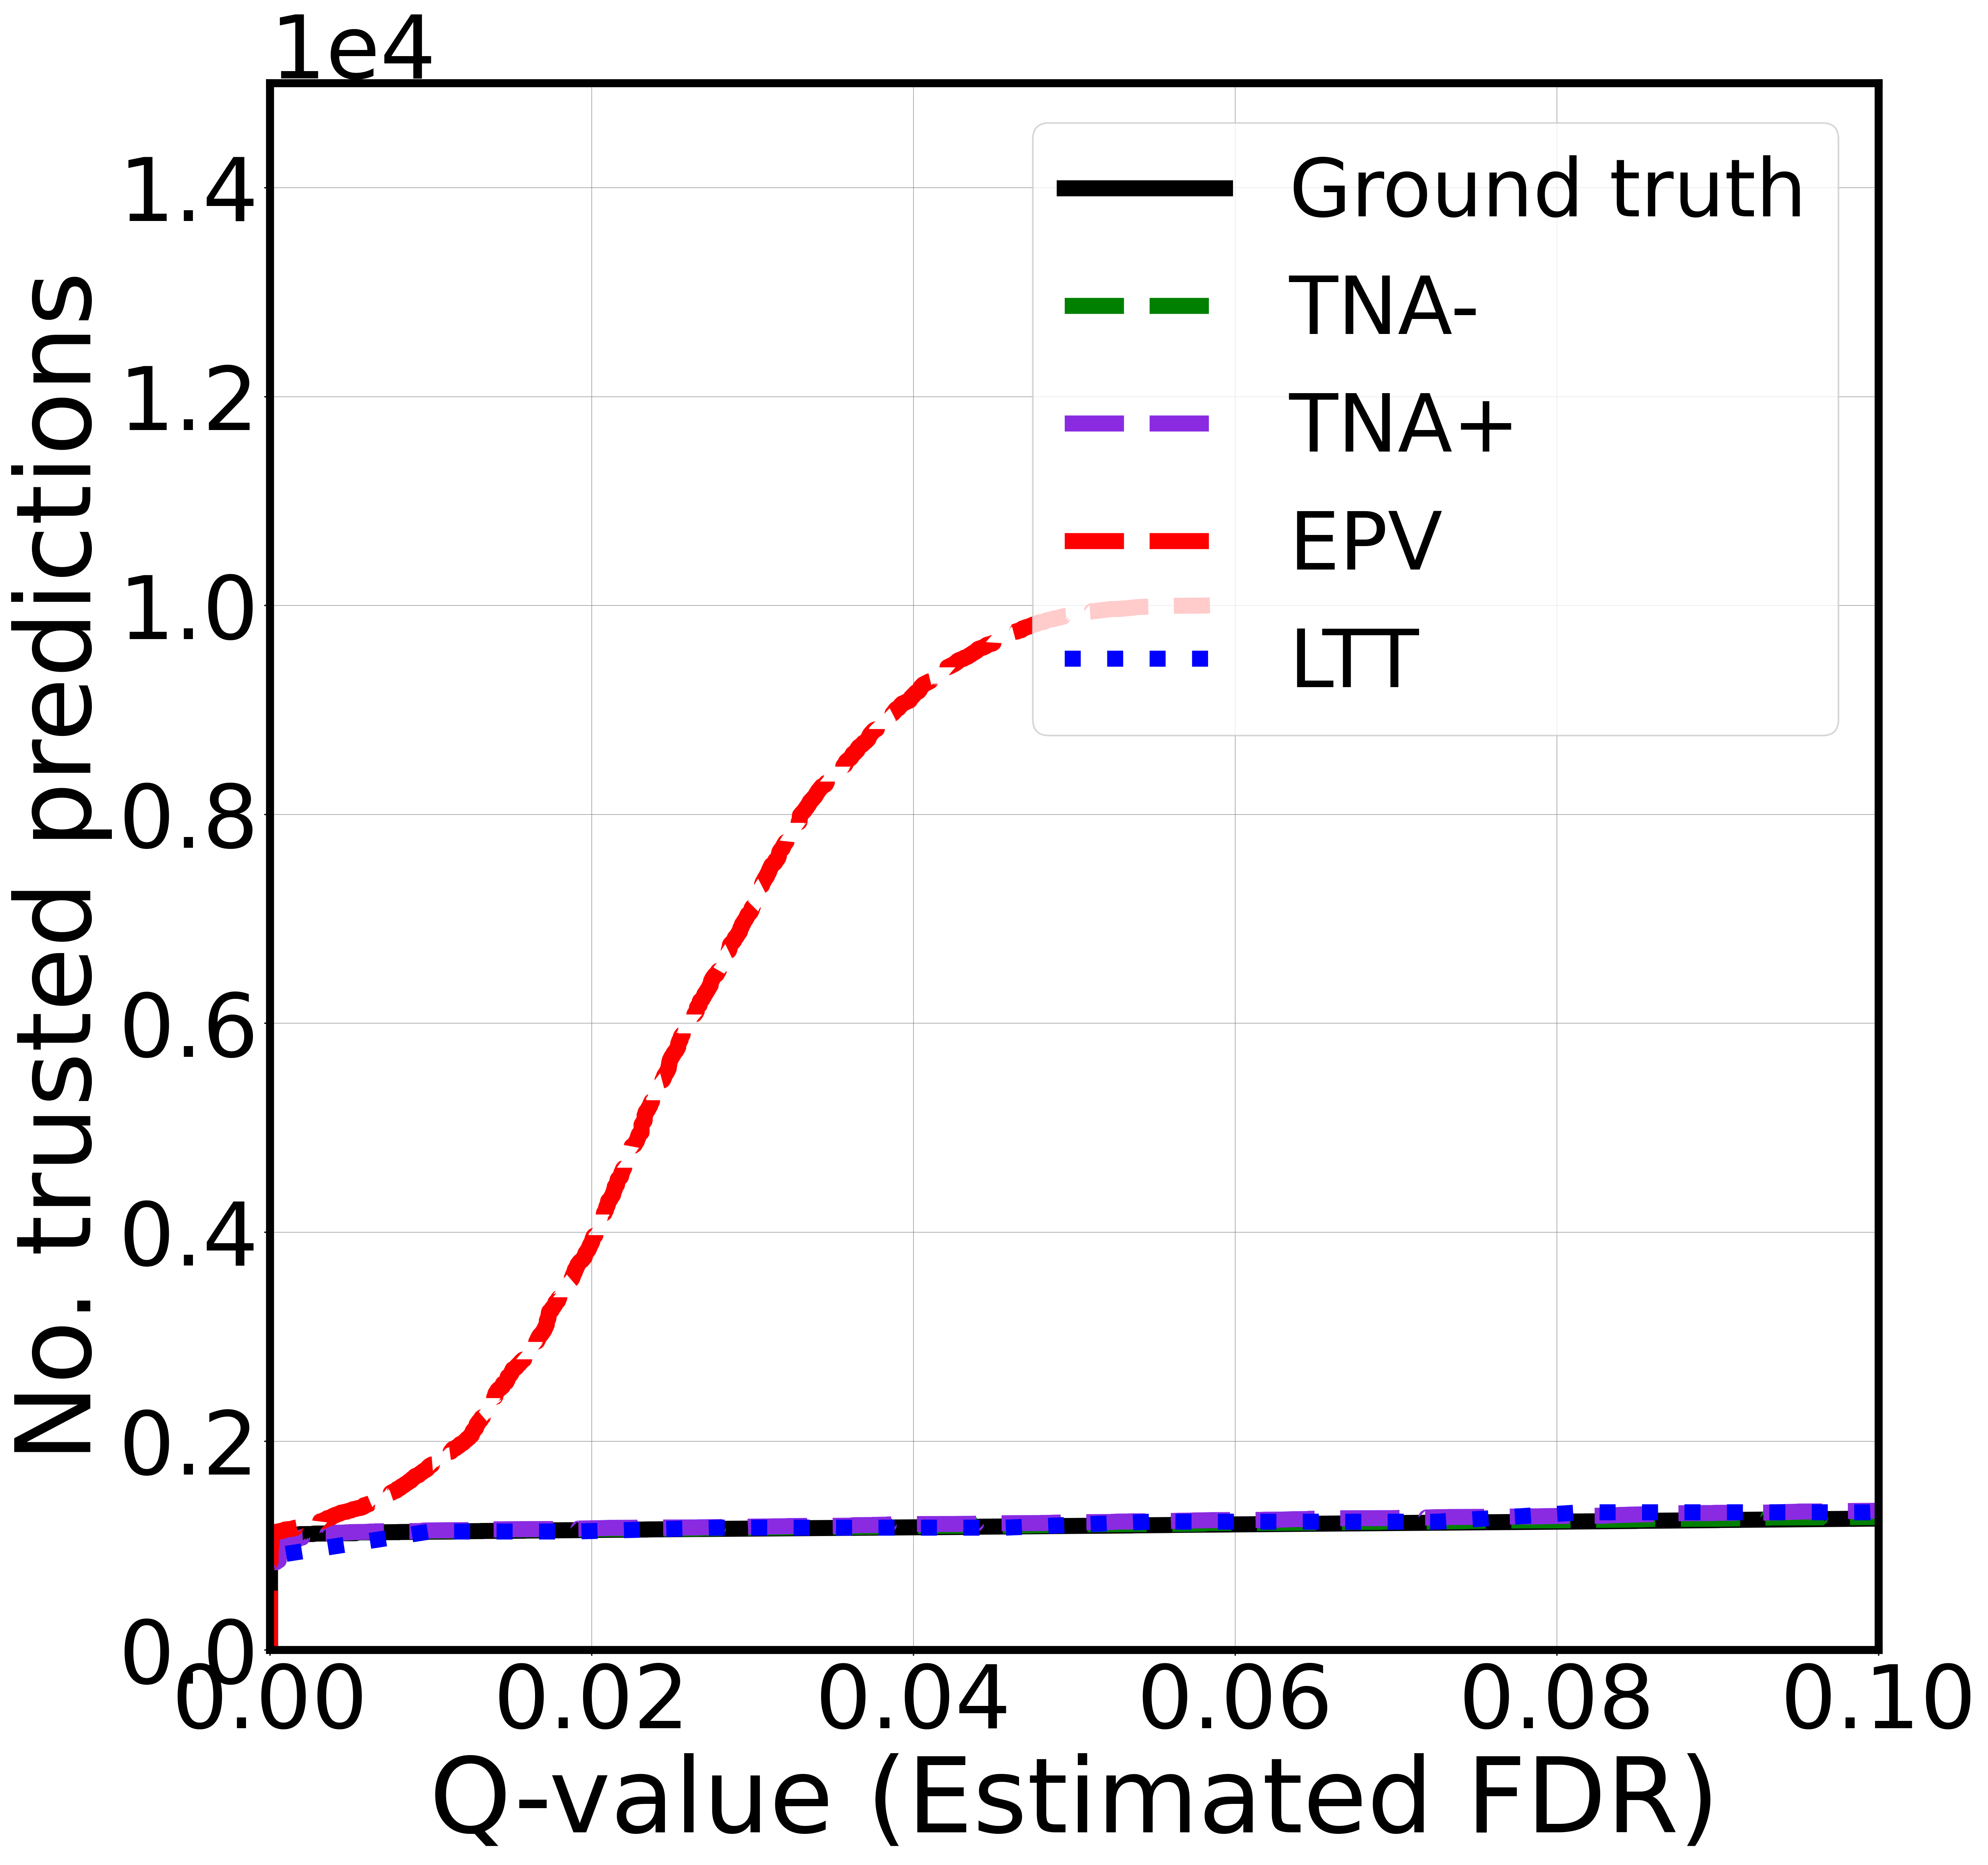 1e4
1.4
1.2
1.0
0.8
0.6
0.4
0.2
0.0
No. trusted predictions
Ground truth
TNA-
TNA+
EPV
LTT
0.00 0.02 0.04 0.06 0.08 0.10
Q-value (Estimated FDR)